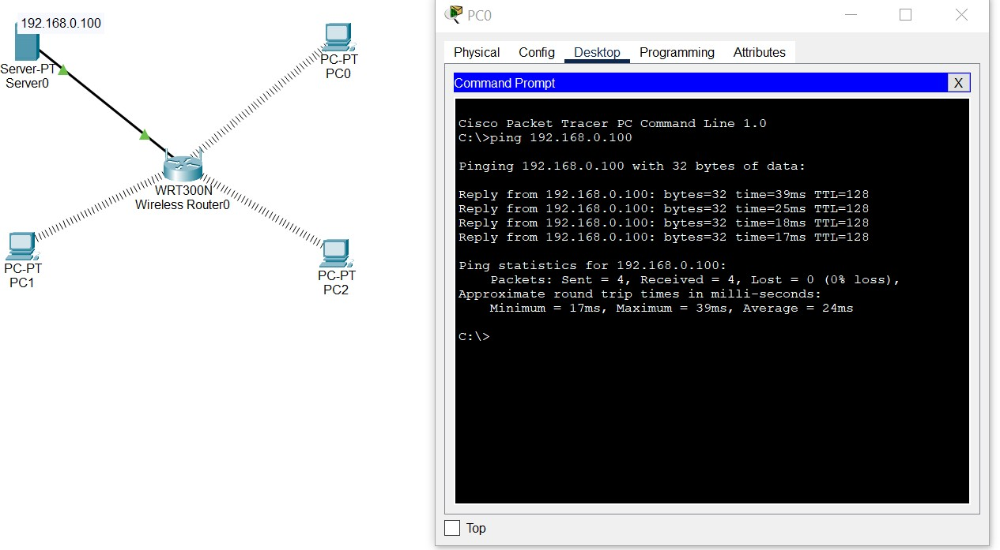 192.168.0.100
Server-PT
Server0
PC-PT
PC0
WRT300N
Wireless Router0
PC-PT
PC1
PC-PT
PC2
PC0
Physical Config Desktop Programming Attributes
Command Prompt
X
Cisco Packet Tracer PC Command Line 1.0
C:\>ping 192.168.0.100
Pinging 192.168.0.100 with 32 bytes of data:
Reply from 192.168.0.100: bytes=32 time=39ms TTL=128
Reply from 192.168.0.100: bytes=32 time=25ms TTL=128
Reply from 192.168.0.100: bytes=32 time=18ms TTL=128
Reply from 192.168.0.100: bytes=32 time=17ms TTL=128
Ping statistics for 192.168.0.100:
Packets: Sent = 4, Received = 4, Lost = 0 (0% loss),
Approximate round trip times in milli-seconds:
Minimum = 17ms, Maximum = 39ms, Average = 24ms
C:\>
Top